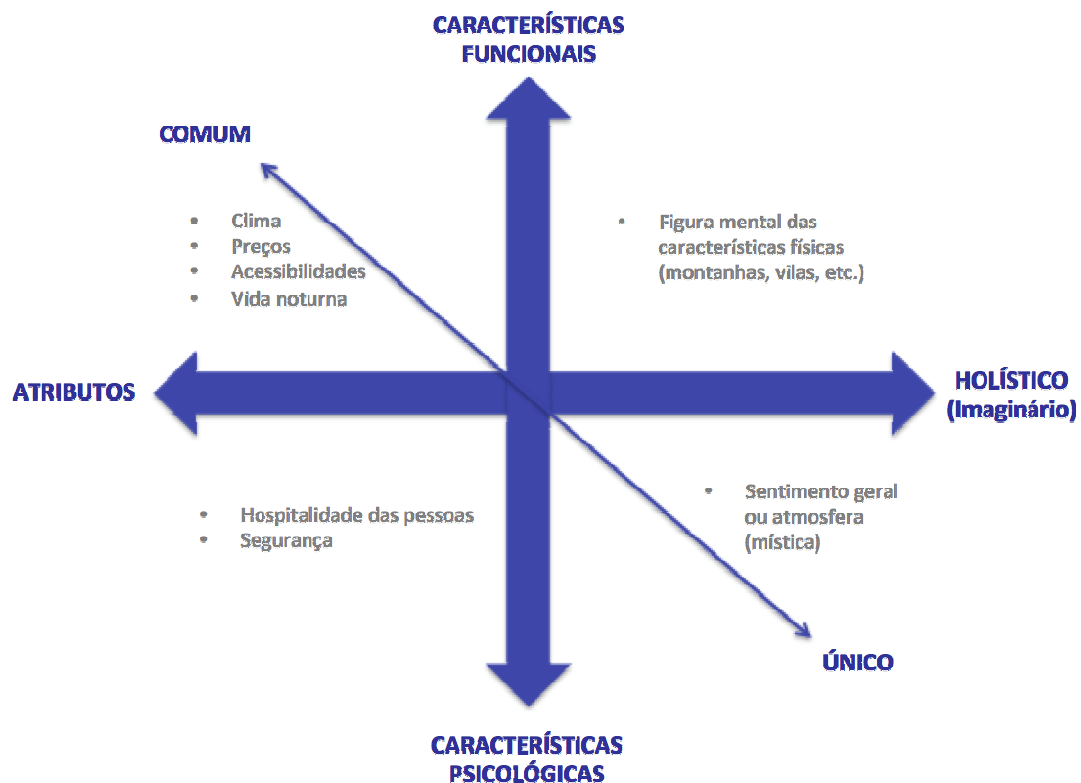 CARACTERÍSTICAS
FUNCIONAIS
COMUM
• Clima
• Preços
• Acessibilidades
• Vida noturna
• Figura mental das
características físicas
(montanhas, vilas, etc.)
ATRIBUTOS
HOLÍSTICO
(Imaginário)
• Hospitalidade das pessoas
• Segurança
• Sentimento geral
ou atmosfera
(mística)
ÚNICO
CARACTERÍSTICAS
PSICOLÓGICAS